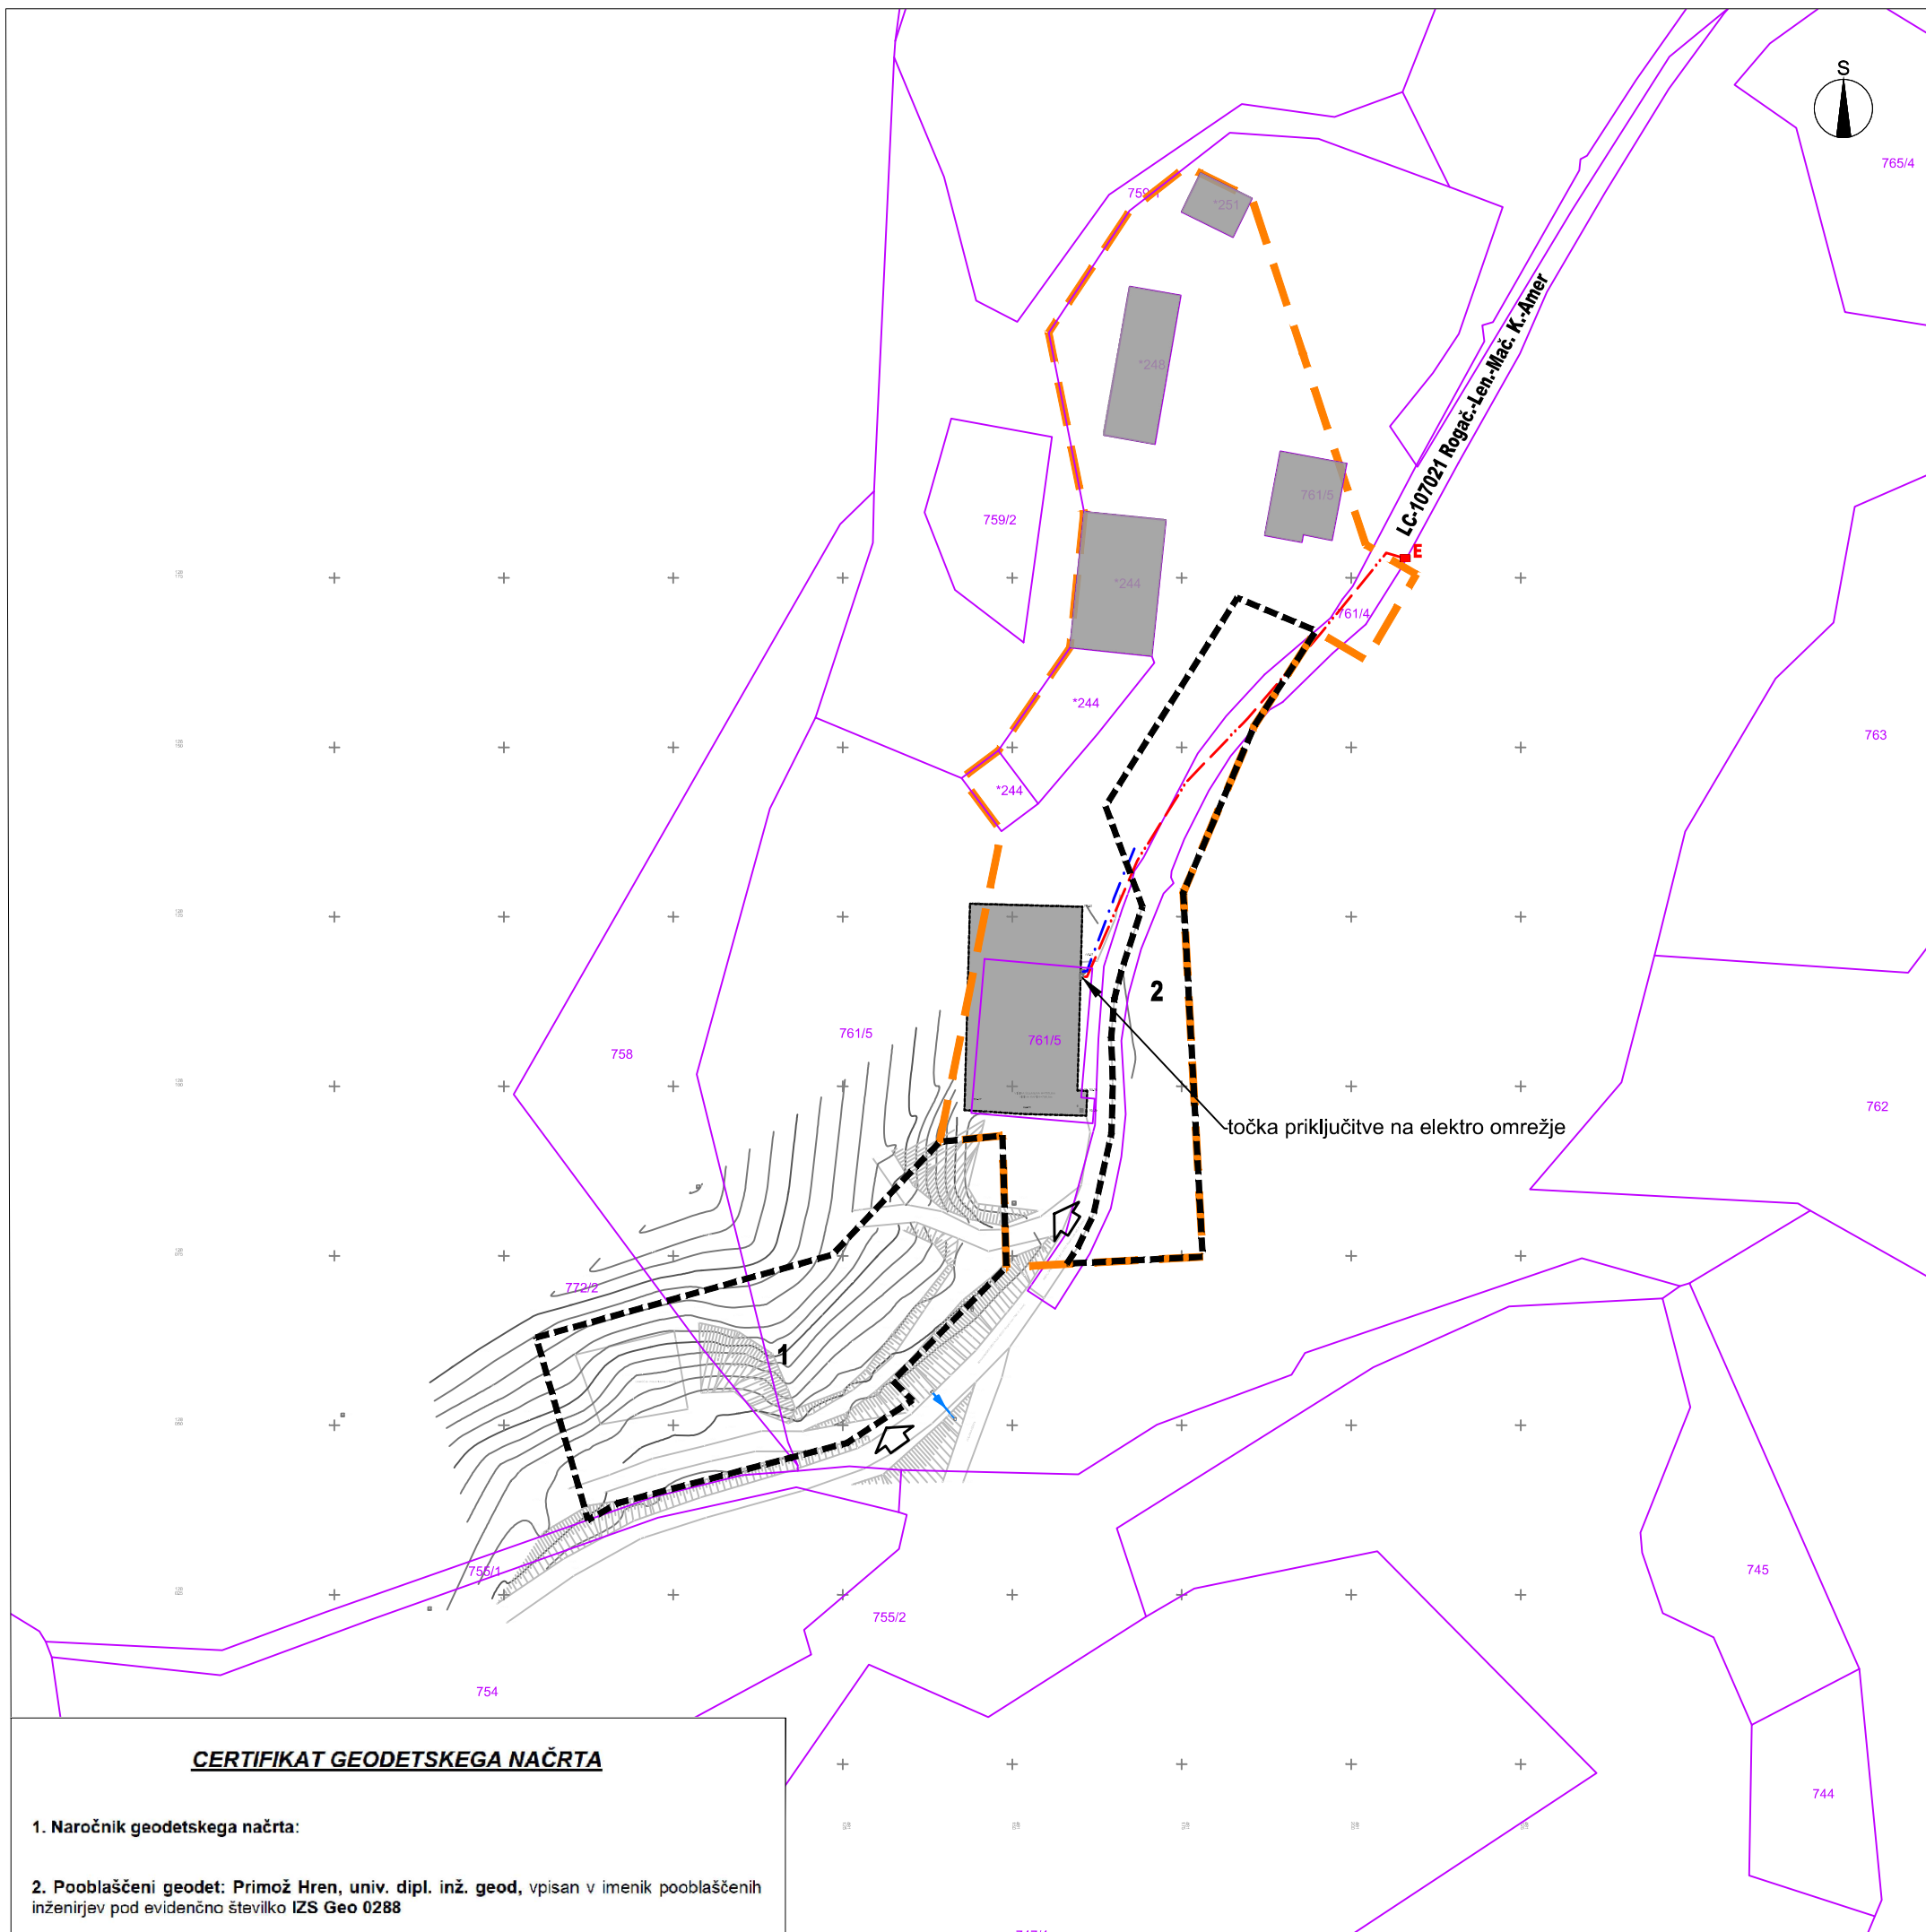 S
765/4
759/1
*251
LC-107021 Rogač.-Len.-Mač. K.-Amer
*248
761/5
759/2
E
*244
761/4
*244
763
*244
2
761/5
761/5
758
762
točka priključitve na elektro omrežje
772/2
1
755/1
745
755/2
754
744
CERTIFIKAT GEODETSKEGA NAČRTA
1. Naročnik geodetskega načrta:
2. Pooblaščeni geodet: Primož Hren, univ. dipl. inž. geod, vpisan v imenik pooblaščenih
inženirjev pod evidenčno številko IZS Geo 0288